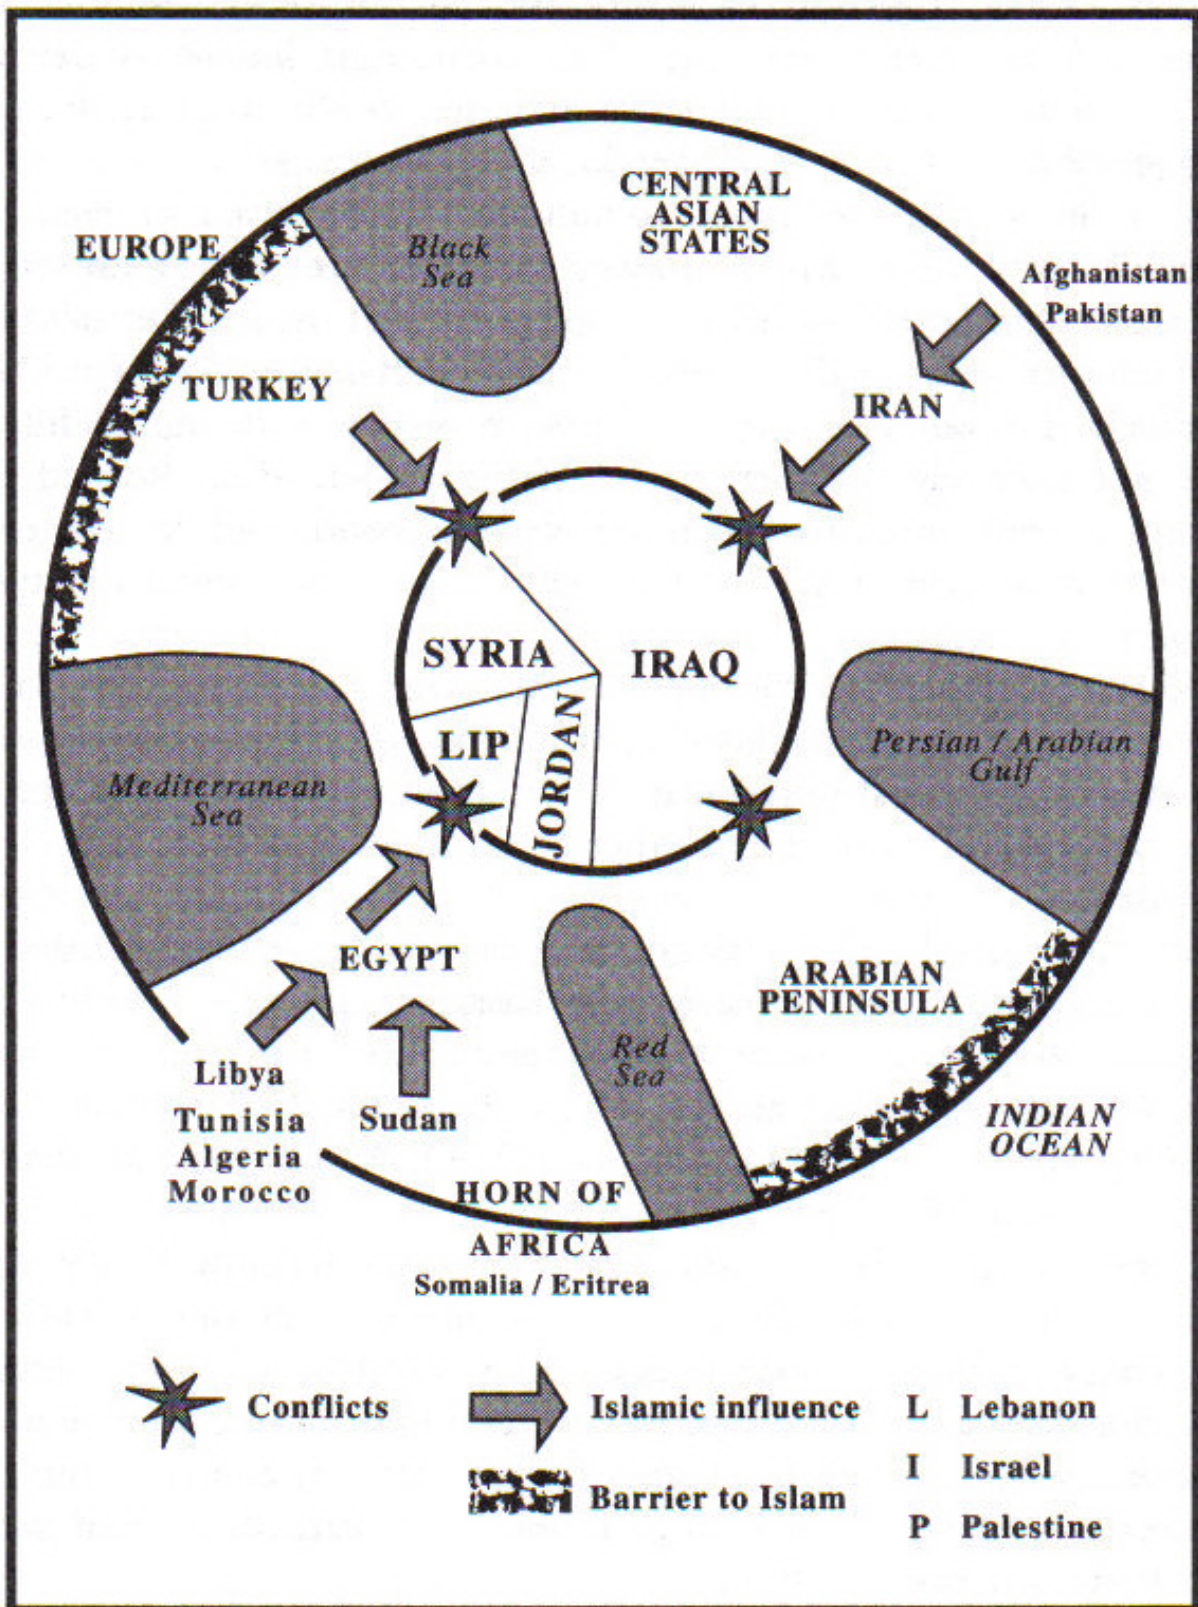 CENTRAL
ASIAN
STATES
EUROPE
Black
Sea
Afghanistan
Pakistan
TURKEY
IRAN
SYRIA
IRAQ
LIP
JORDAN
Mediterranean
Sea
Persian / Arabian
Gulf
EGYPT
ARABIAN
PENINSULA
Red
Sea
Libya
Tunisia
Algeria
Morocco
Sudan
INDIAN
OCEAN
HORN OF
AFRICA
Somalia / Eritrea
Conflicts
Islamic influence
Barrier to Islam
L Lebanon
I Israel
P Palestine